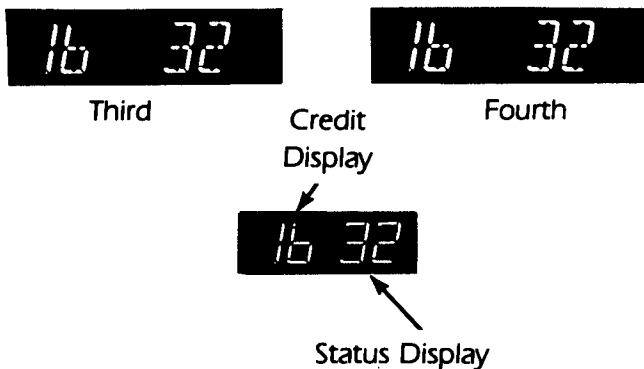 16 32
16 32
Third
Fourth
Credit
Display
16 32
Status Display